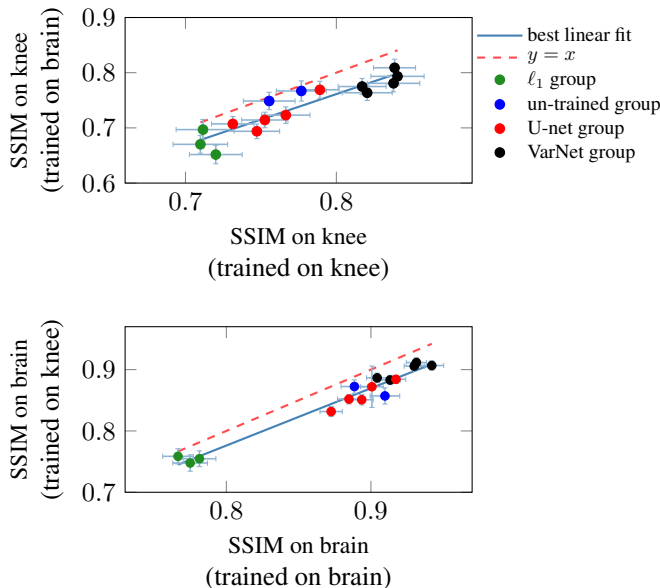 SSIM on knee
(trained on brain)
0.9
0.8
0.7
0.6
0.7
0.8
SSIM on knee
(trained on knee)
best linear fit
y = x
ℓ₁ group
un-trained group
U-net group
VarNet group
SSIM on brain
(trained on knee)
0.9
0.8
0.7
0.8
0.9
SSIM on brain
(trained on brain)